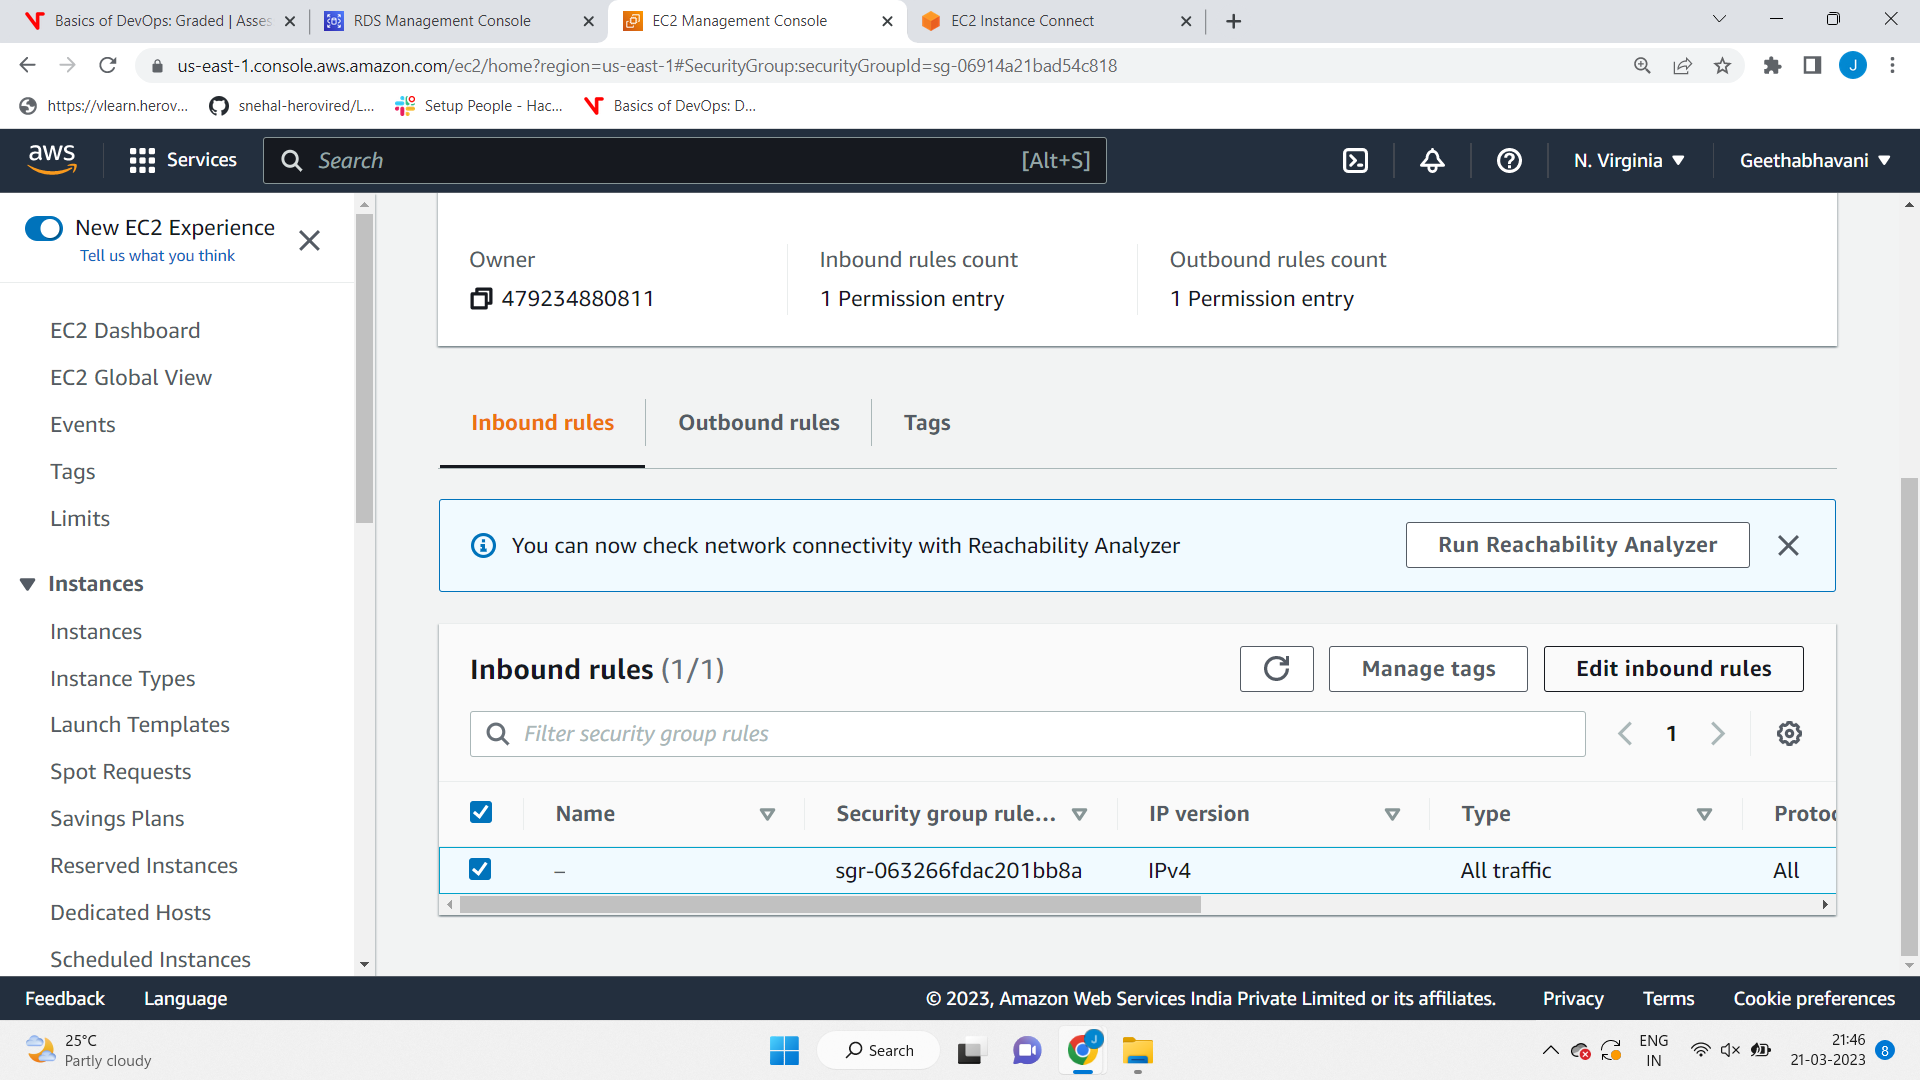 Basics of DevOps: Graded | Asses
RDS Management Console
EC2 Management Console
EC2 Instance Connect
us-east-1.console.aws.amazon.com/ec2/home?region=us-east-1#SecurityGroup:securityGroupId=sg-06914a21bad54c818
J
https://vlearn.herov...
snehal-herovired/L...
Setup People - Hac...
Basics of DevOps: D...
aws
Services
Search
[Alt+S]
N. Virginia
Geethabhavani
New EC2 Experience
Tell us what you think
EC2 Dashboard
EC2 Global View
Events
Tags
Limits
Instances
Instances
Instance Types
Launch Templates
Spot Requests
Savings Plans
Reserved Instances
Dedicated Hosts
Scheduled Instances
Owner
479234880811
Inbound rules count
1 Permission entry
Outbound rules count
1 Permission entry
Inbound rules
Outbound rules
Tags
You can now check network connectivity with Reachability Analyzer
Run Reachability Analyzer
Inbound rules (1/1)
Manage tags
Edit inbound rules
Filter security group rules
1
Name
Security group rule...
IP version
Type
Protoc
–
sgr-063266fdac201bb8a
IPv4
All traffic
All
Feedback
Language
© 2023, Amazon Web Services India Private Limited or its affiliates.
Privacy
Terms
Cookie preferences
25°C
Partly cloudy
Search
J
ENG
IN
21:46
21-03-2023
8